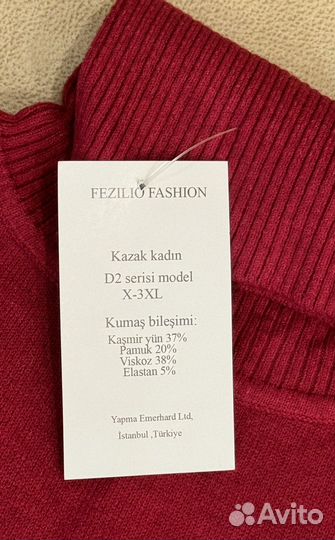 FEZILIO FASHION
Kazak kadın
D2 serisi model
X-3XL
Kumaş bileşimi:
Kaşmir yün 37%
Pamuk 20%
Viskoz 38%
Elastan 5%
Yapma Emerhard Ltd,
İstanbul ,Türkiye
Avito